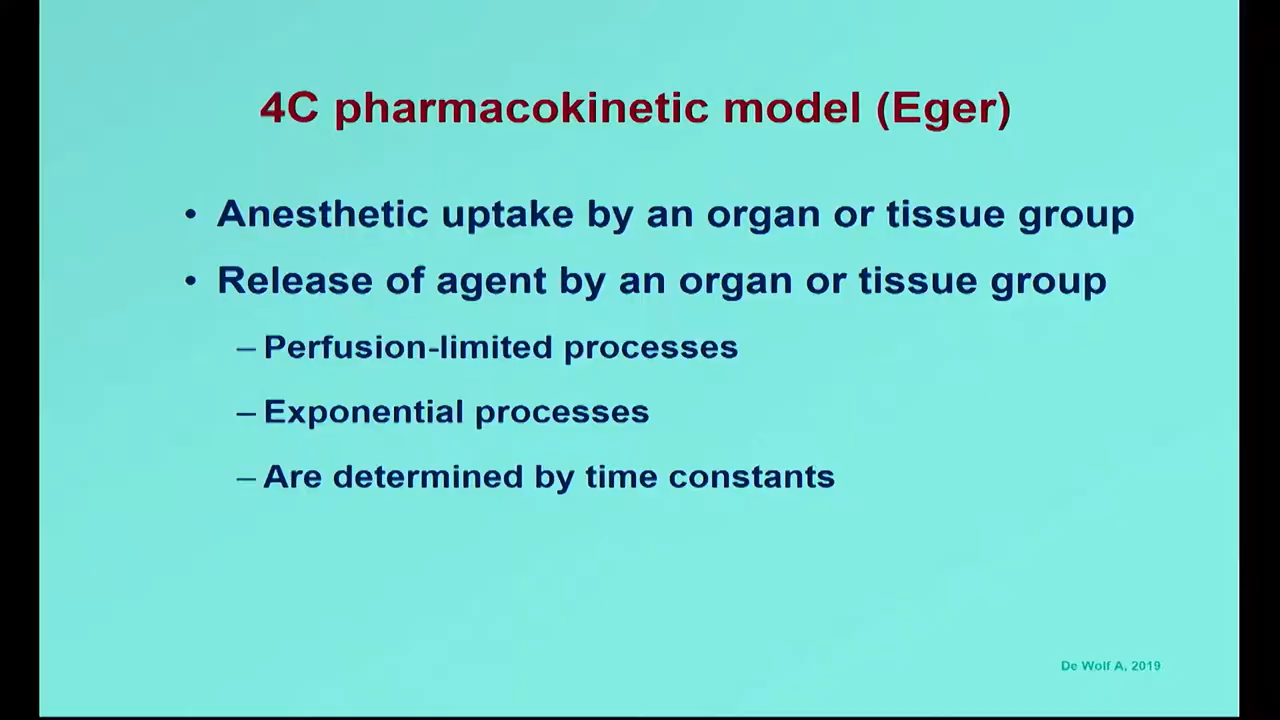 4C pharmacokinetic model (Eger)
• Anesthetic uptake by an organ or tissue group
• Release of agent by an organ or tissue group
– Perfusion-limited processes
– Exponential processes
– Are determined by time constants
De Wolf A, 2019